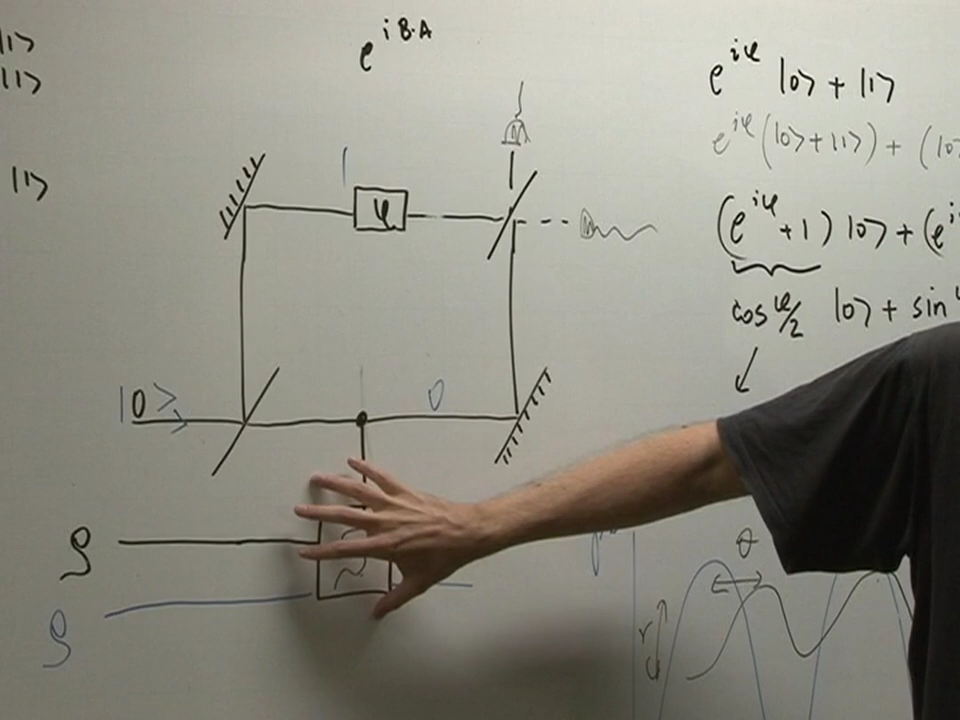 |1>
|1>
|1>
e^{i B·A}
e^{iφ} |0> + |1>
e^{iφ} (|0> + |1>) + (|0>
(e^{iφ} + 1) |0> + (e^{i
cos φ/2 |0> + sin
1
φ
|0>
0
ρ
ρ
θ
r